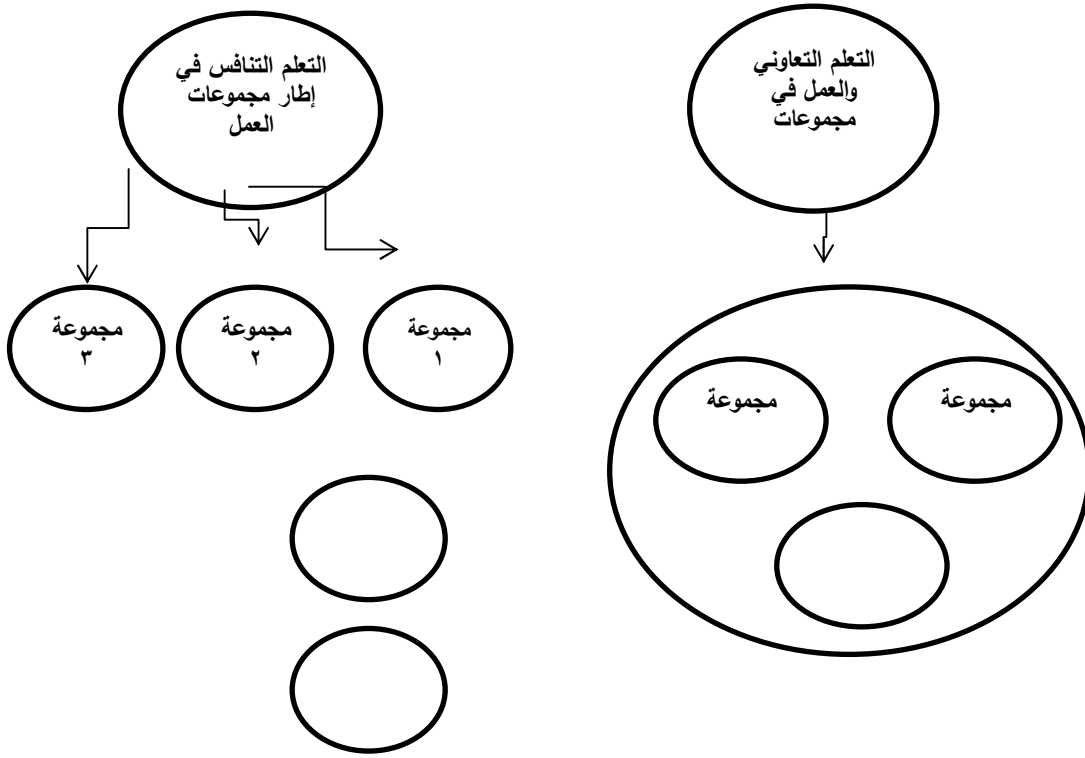 التعلم التعاوني
والعمل في
مجموعات
مجموعة
مجموعة
التعلم التنافس في
إطار مجموعات
العمل
مجموعة
١
مجموعة
٢
مجموعة
٣